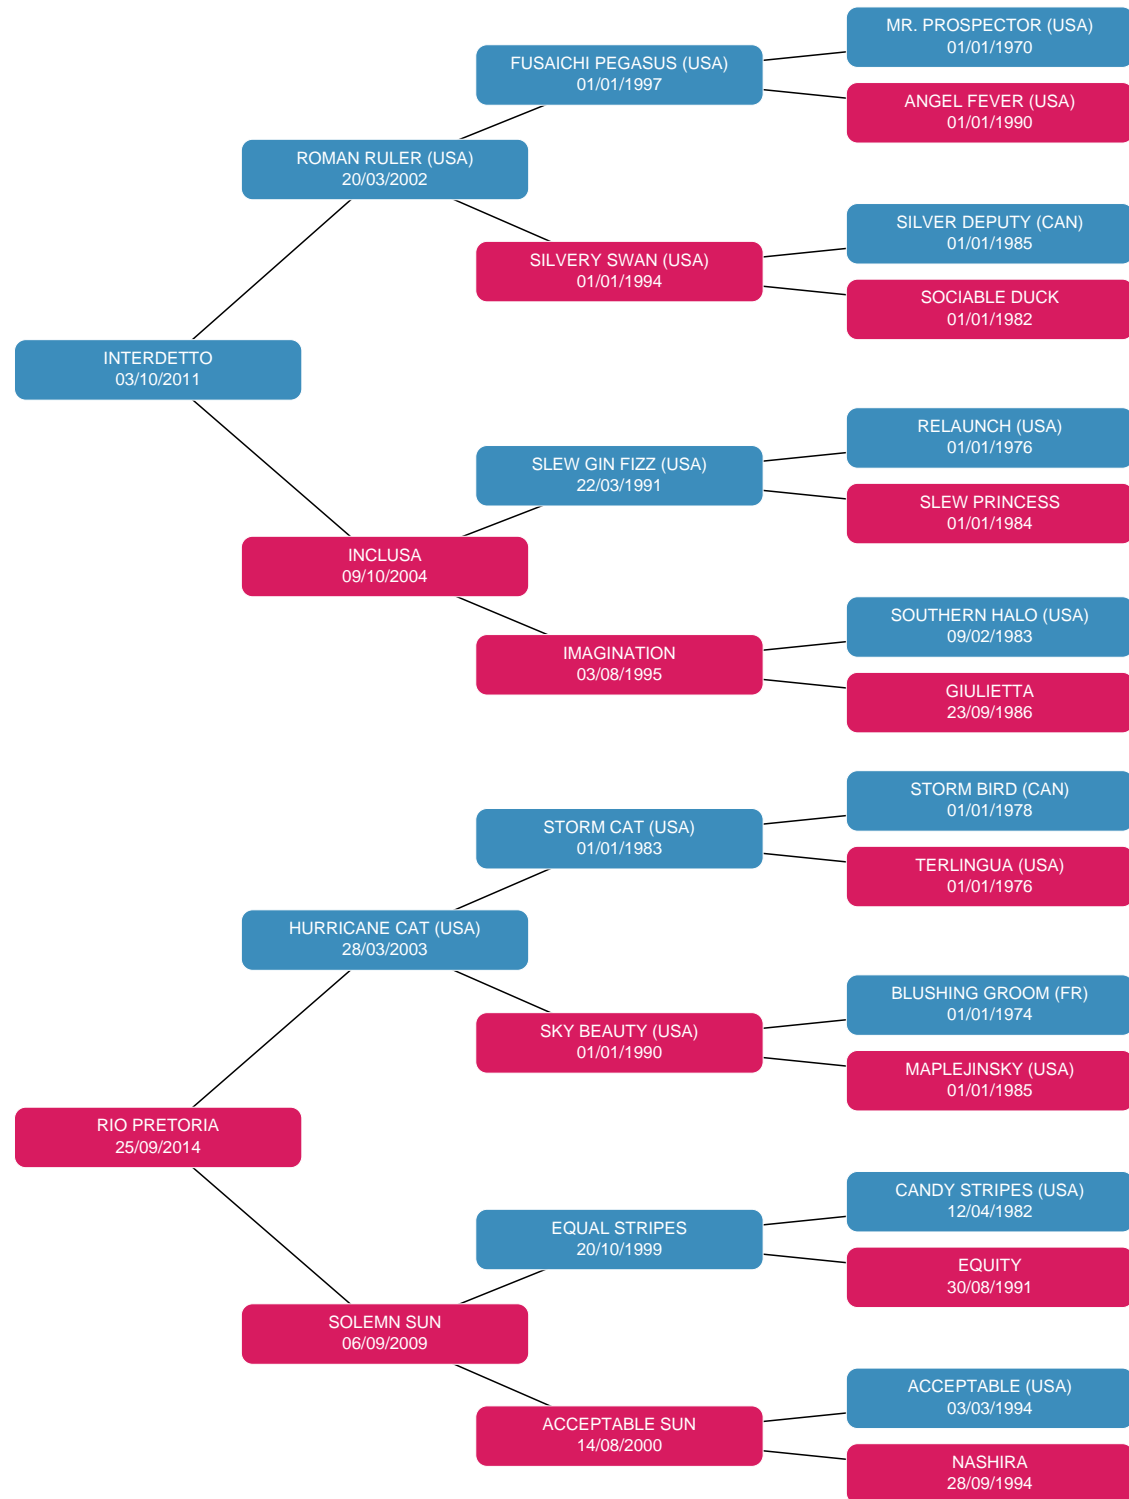 MR. PROSPECTOR (USA)
01/01/1970
FUSAICHI PEGASUS (USA)
01/01/1997
ANGEL FEVER (USA)
01/01/1990
ROMAN RULER (USA)
20/03/2002
SILVER DEPUTY (CAN)
01/01/1985
SILVERY SWAN (USA)
01/01/1994
SOCIABLE DUCK
01/01/1982
INTERDETTO
03/10/2011
RELAUNCH (USA)
01/01/1976
SLEW GIN FIZZ (USA)
22/03/1991
SLEW PRINCESS
01/01/1984
INCLUSA
09/10/2004
SOUTHERN HALO (USA)
09/02/1983
IMAGINATION
03/08/1995
GIULIETTA
23/09/1986
STORM BIRD (CAN)
01/01/1978
STORM CAT (USA)
01/01/1983
TERLINGUA (USA)
01/01/1976
HURRICANE CAT (USA)
28/03/2003
BLUSHING GROOM (FR)
01/01/1974
SKY BEAUTY (USA)
01/01/1990
MAPLEJINSKY (USA)
01/01/1985
RIO PRETORIA
25/09/2014
CANDY STRIPES (USA)
12/04/1982
EQUAL STRIPES
20/10/1999
EQUITY
30/08/1991
SOLEMN SUN
06/09/2009
ACCEPTABLE (USA)
03/03/1994
ACCEPTABLE SUN
14/08/2000
NASHIRA
28/09/1994